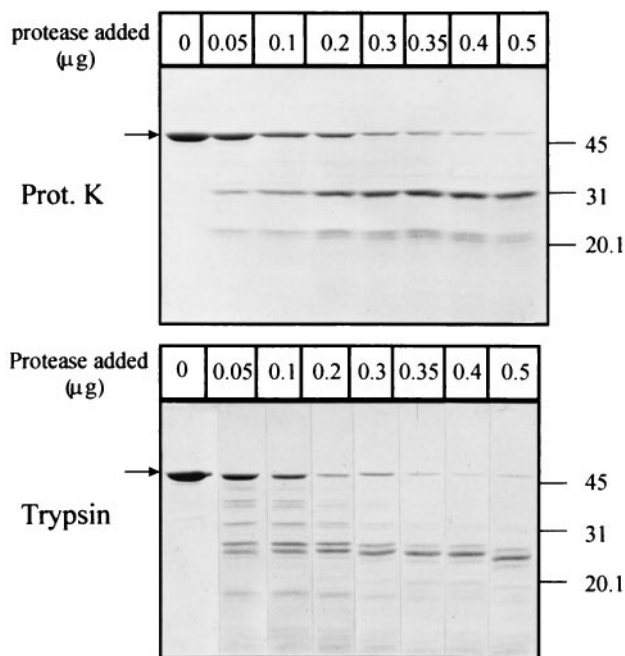 protease added
(µg)
0 0.05 0.1 0.2 0.3 0.35 0.4 0.5
45
Prot. K
31
20.1
Protease added
(µg)
0 0.05 0.1 0.2 0.3 0.35 0.4 0.5
45
Trypsin
31
20.1